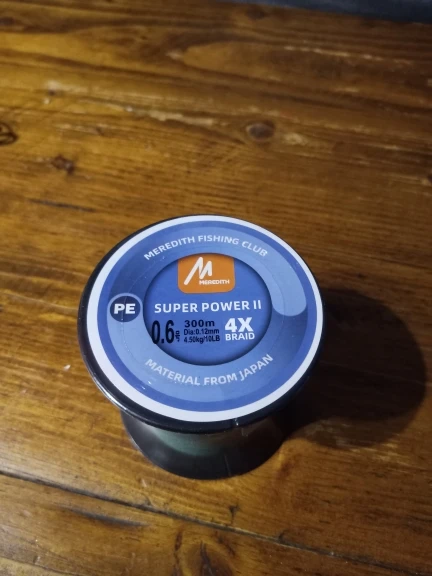 MEREDITH FISHING CLUB
M
MEREDITH
PE
SUPER POWER II
0.6#
300m
Dia:0.12mm
4.50kg/10LB
4X
BRAID
MATERIAL FROM JAPAN